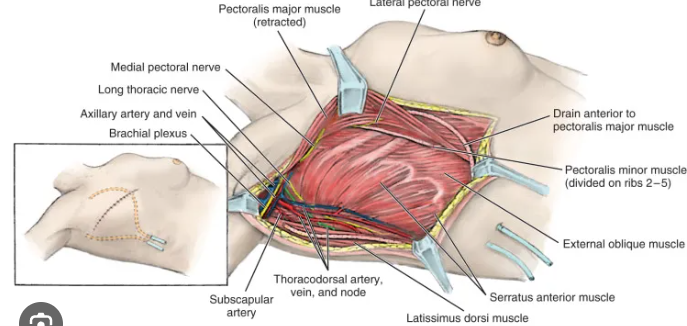 Lateral pectoral nerve
Pectoralis major muscle
(retracted)
Medial pectoral nerve
Long thoracic nerve
Axillary artery and vein
Brachial plexus
Drain anterior to
pectoralis major muscle
Pectoralis minor muscle
(divided on ribs 2–5)
External oblique muscle
Serratus anterior muscle
Latissimus dorsi muscle
Thoracodorsal artery,
vein, and node
Subscapular
artery